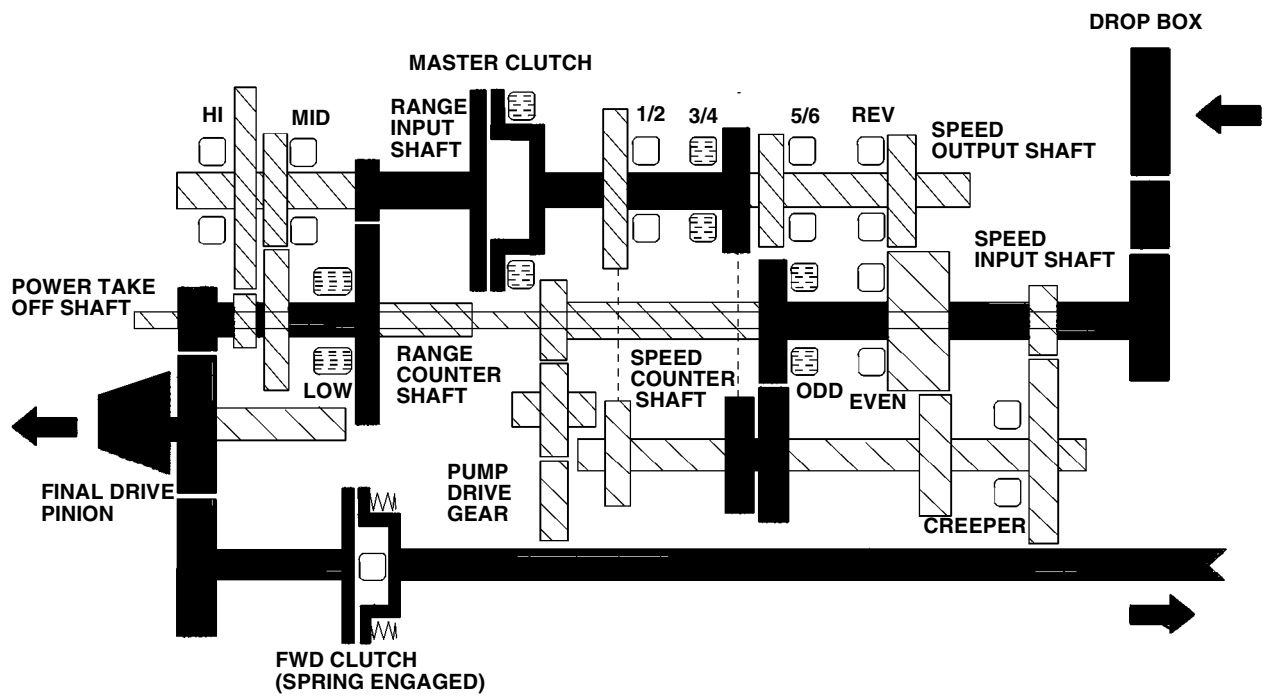 DROP BOX
MASTER CLUTCH
HI
MID
RANGE
INPUT
SHAFT
1/2
3/4
5/6
REV
SPEED
OUTPUT SHAFT
SPEED
INPUT SHAFT
POWER TAKE
OFF SHAFT
LOW
RANGE
COUNTER
SHAFT
SPEED
COUNTER
SHAFT
ODD
EVEN
FINAL DRIVE
PINION
PUMP
DRIVE
GEAR
CREEPER
FWD CLUTCH
(SPRING ENGAGED)